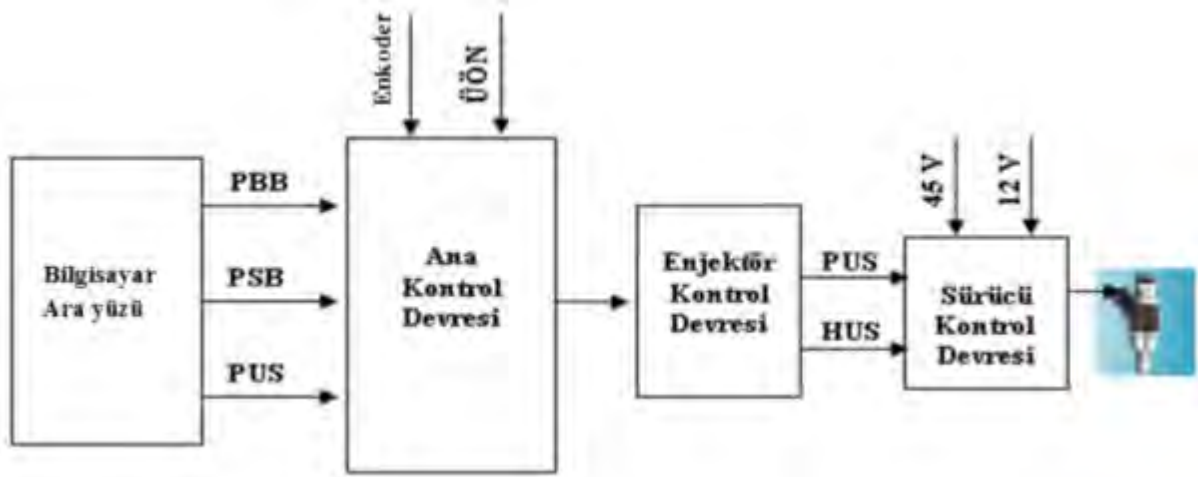 Enkoder
ÜÖN
PBB
PSB
PUS
Bilgisayar
Ara yüzü
Ana
Kontrol
Devresi
Enjektör
Kontrol
Devresi
PUS
HUS
45 V
12 V
Sürücü
Kontrol
Devresi